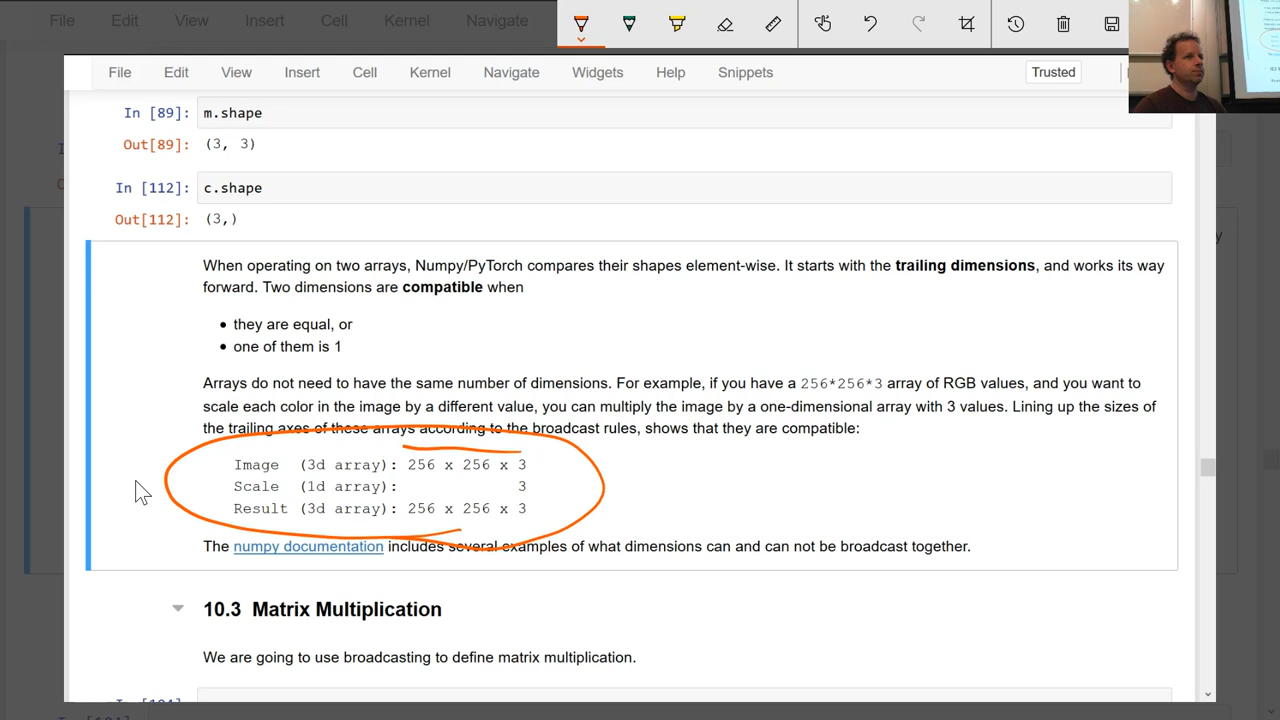 File Edit View Insert Cell Kernel Navigate
File Edit View Insert Cell Kernel Navigate Widgets Help Snippets Trusted
In [89]: m.shape
Out[89]: (3, 3)
In [112]: c.shape
Out[112]: (3,)
When operating on two arrays, Numpy/PyTorch compares their shapes element-wise. It starts with the trailing dimensions, and works its way
forward. Two dimensions are compatible when
• they are equal, or
• one of them is 1
Arrays do not need to have the same number of dimensions. For example, if you have a 256*256*3 array of RGB values, and you want to
scale each color in the image by a different value, you can multiply the image by a one-dimensional array with 3 values. Lining up the sizes of
the trailing axes of these arrays according to the broadcast rules, shows that they are compatible:
Image (3d array): 256 x 256 x 3
Scale (1d array): 3
Result (3d array): 256 x 256 x 3
The numpy documentation includes several examples of what dimensions can and can not be broadcast together.
10.3 Matrix Multiplication
We are going to use broadcasting to define matrix multiplication.